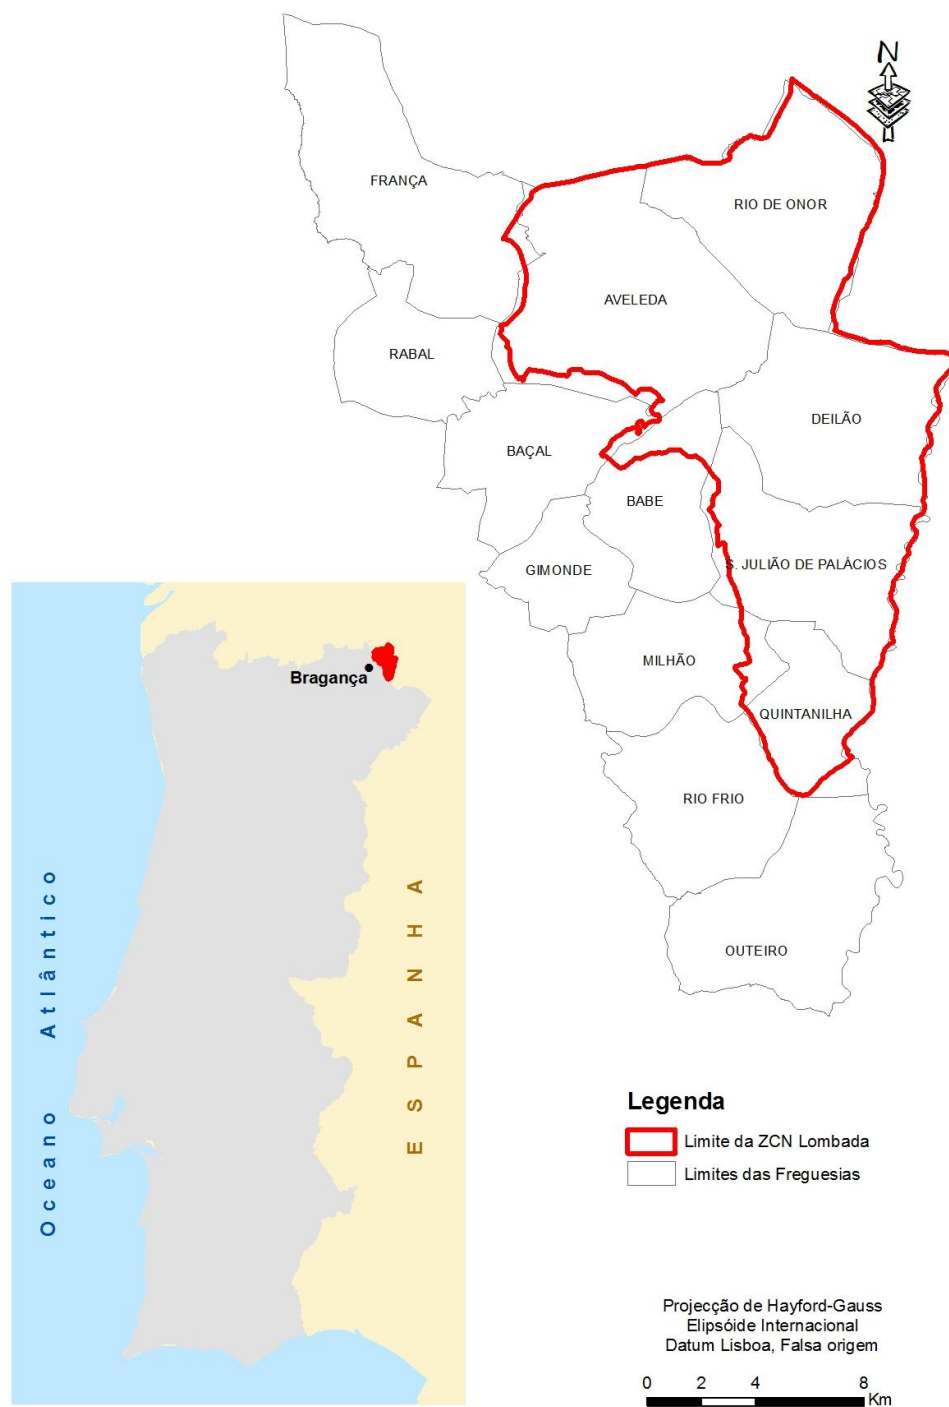 N
FRANÇA
RIO DE ONOR
AVELEDA
RABAL
DEILÃO
BAÇAL
BABE
S. JULIÃO DE PALÁCIOS
GIMONDE
MILHÃO
QUINTANILHA
RIO FRIO
OUTEIRO
Bragança
Oceano Atlântico
ESPANHA
Legenda
Limite da ZCN Lombada
Limites das Freguesias
Projecção de Hayford-Gauss
Elipsóide Internacional
Datum Lisboa, Falsa origem
0 2 4 8
Km